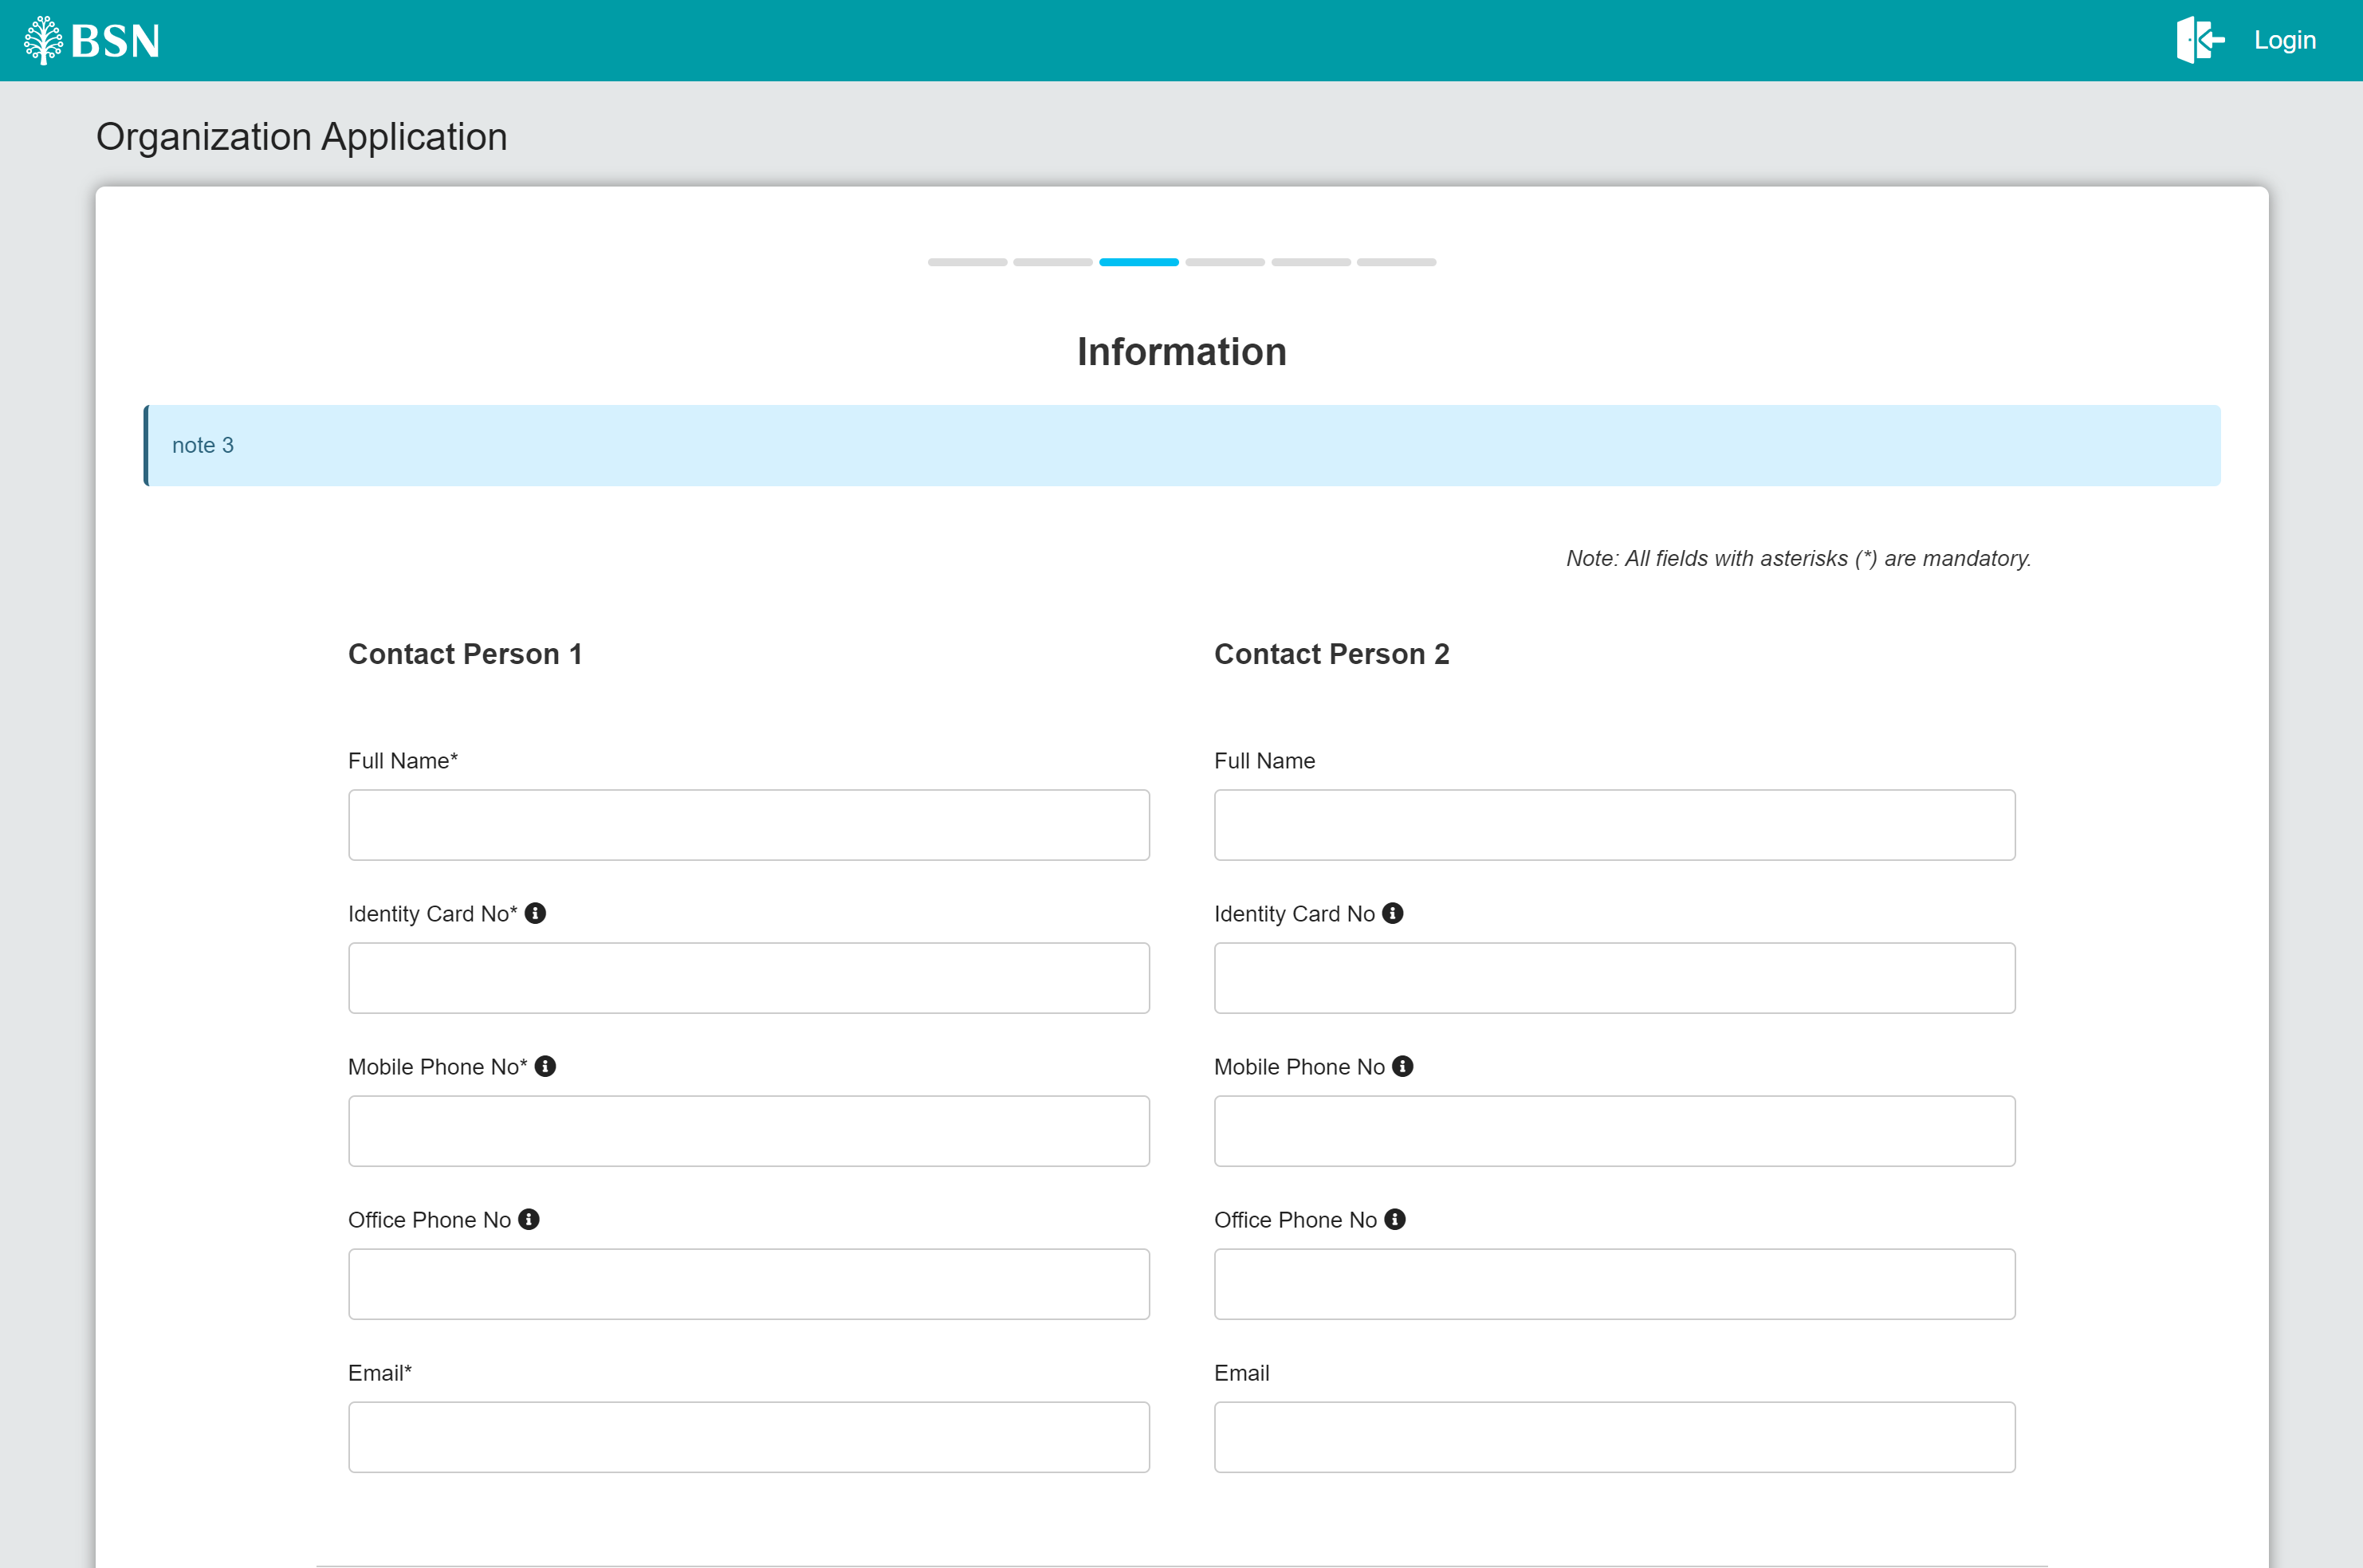 BSN
Login
Organization Application
Information
note 3
Note: All fields with asterisks (*) are mandatory.
Contact Person 1
Full Name*
Identity Card No*
Mobile Phone No*
Office Phone No
Email*
Contact Person 2
Full Name
Identity Card No
Mobile Phone No
Office Phone No
Email